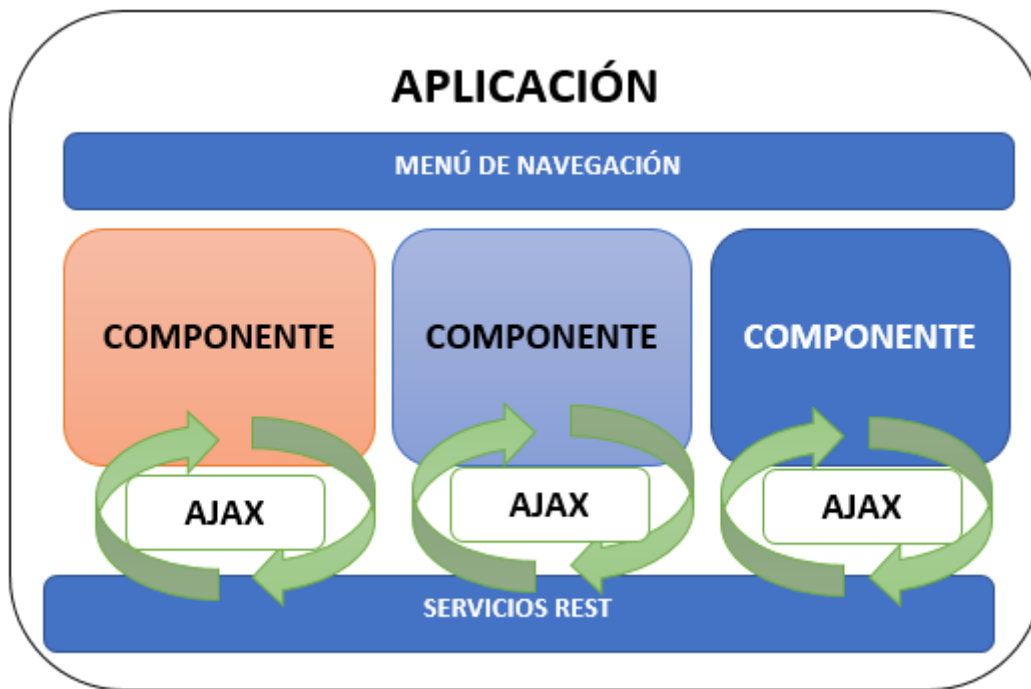 APLICACIÓN
MENÚ DE NAVEGACIÓN
COMPONENTE
COMPONENTE
COMPONENTE
AJAX
AJAX
AJAX
SERVICIOS REST